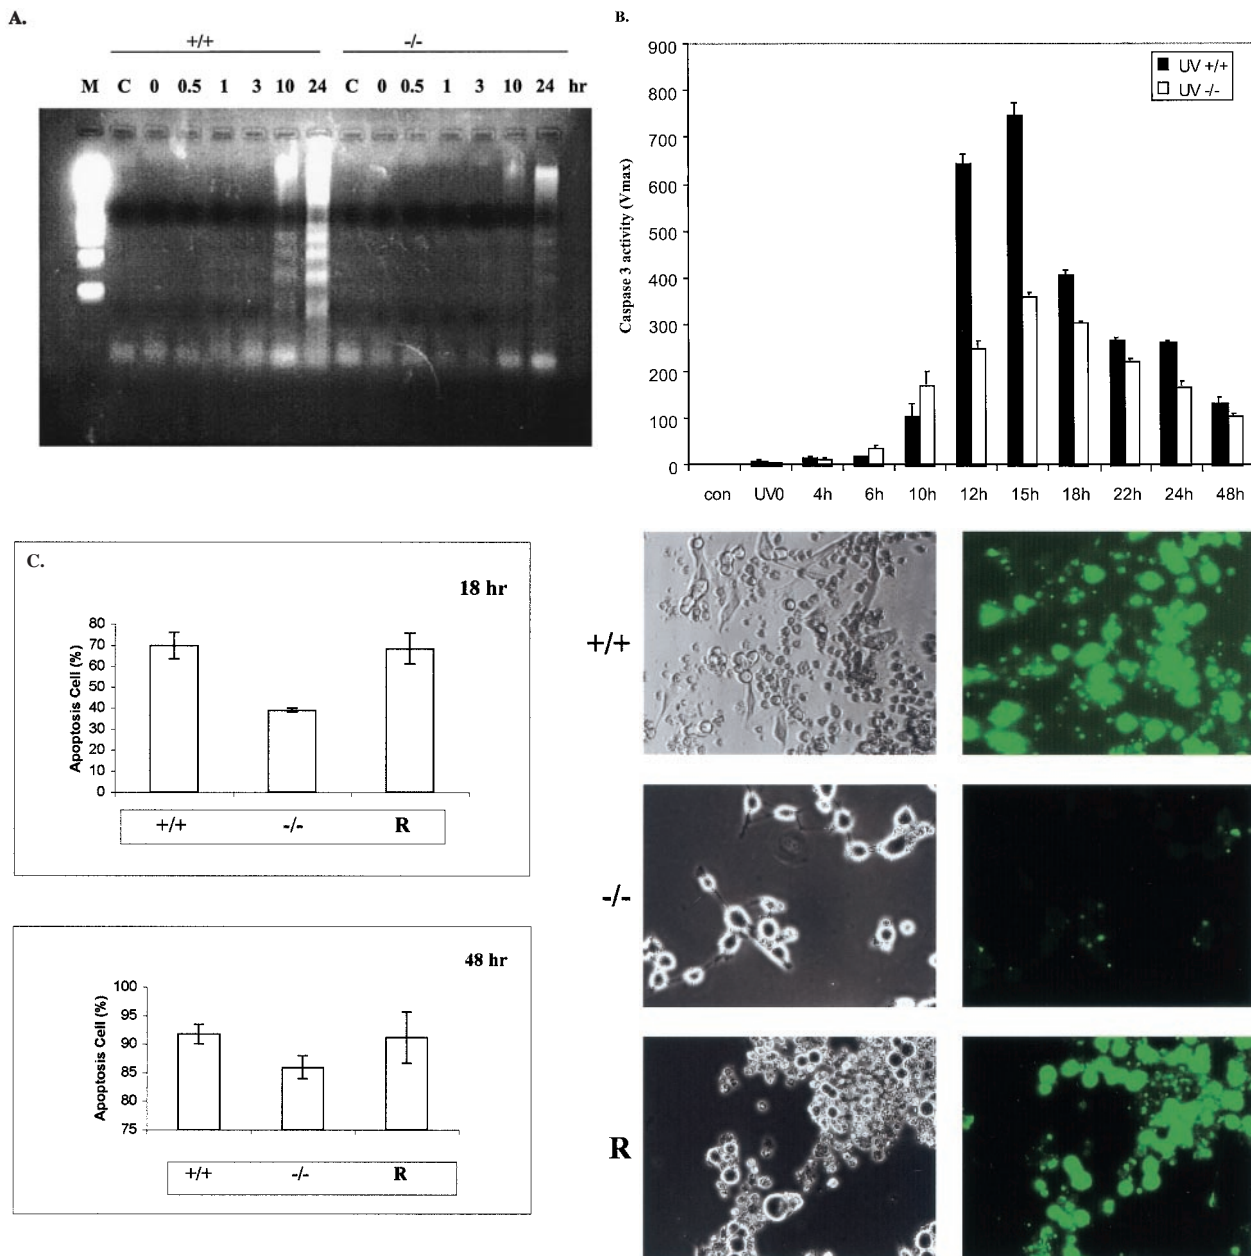 A.
+/+ -/-
M C 0 0.5 1 3 10 24 C 0 0.5 1 3 10 24 hr
B.
900
800
700
600
500
400
300
200
100
0
Caspase 3 activity (Vmax)
UV +/+
UV -/-
con UV0 4h 6h 10h 12h 15h 18h 22h 24h 48h
C.
18 hr
80
70
60
50
40
30
20
10
0
Apoptosis Cell (%)
+/+ -/- R
48 hr
100
95
90
85
80
75
Apoptosis Cell (%)
+/+ -/- R
+/+
-/-
R